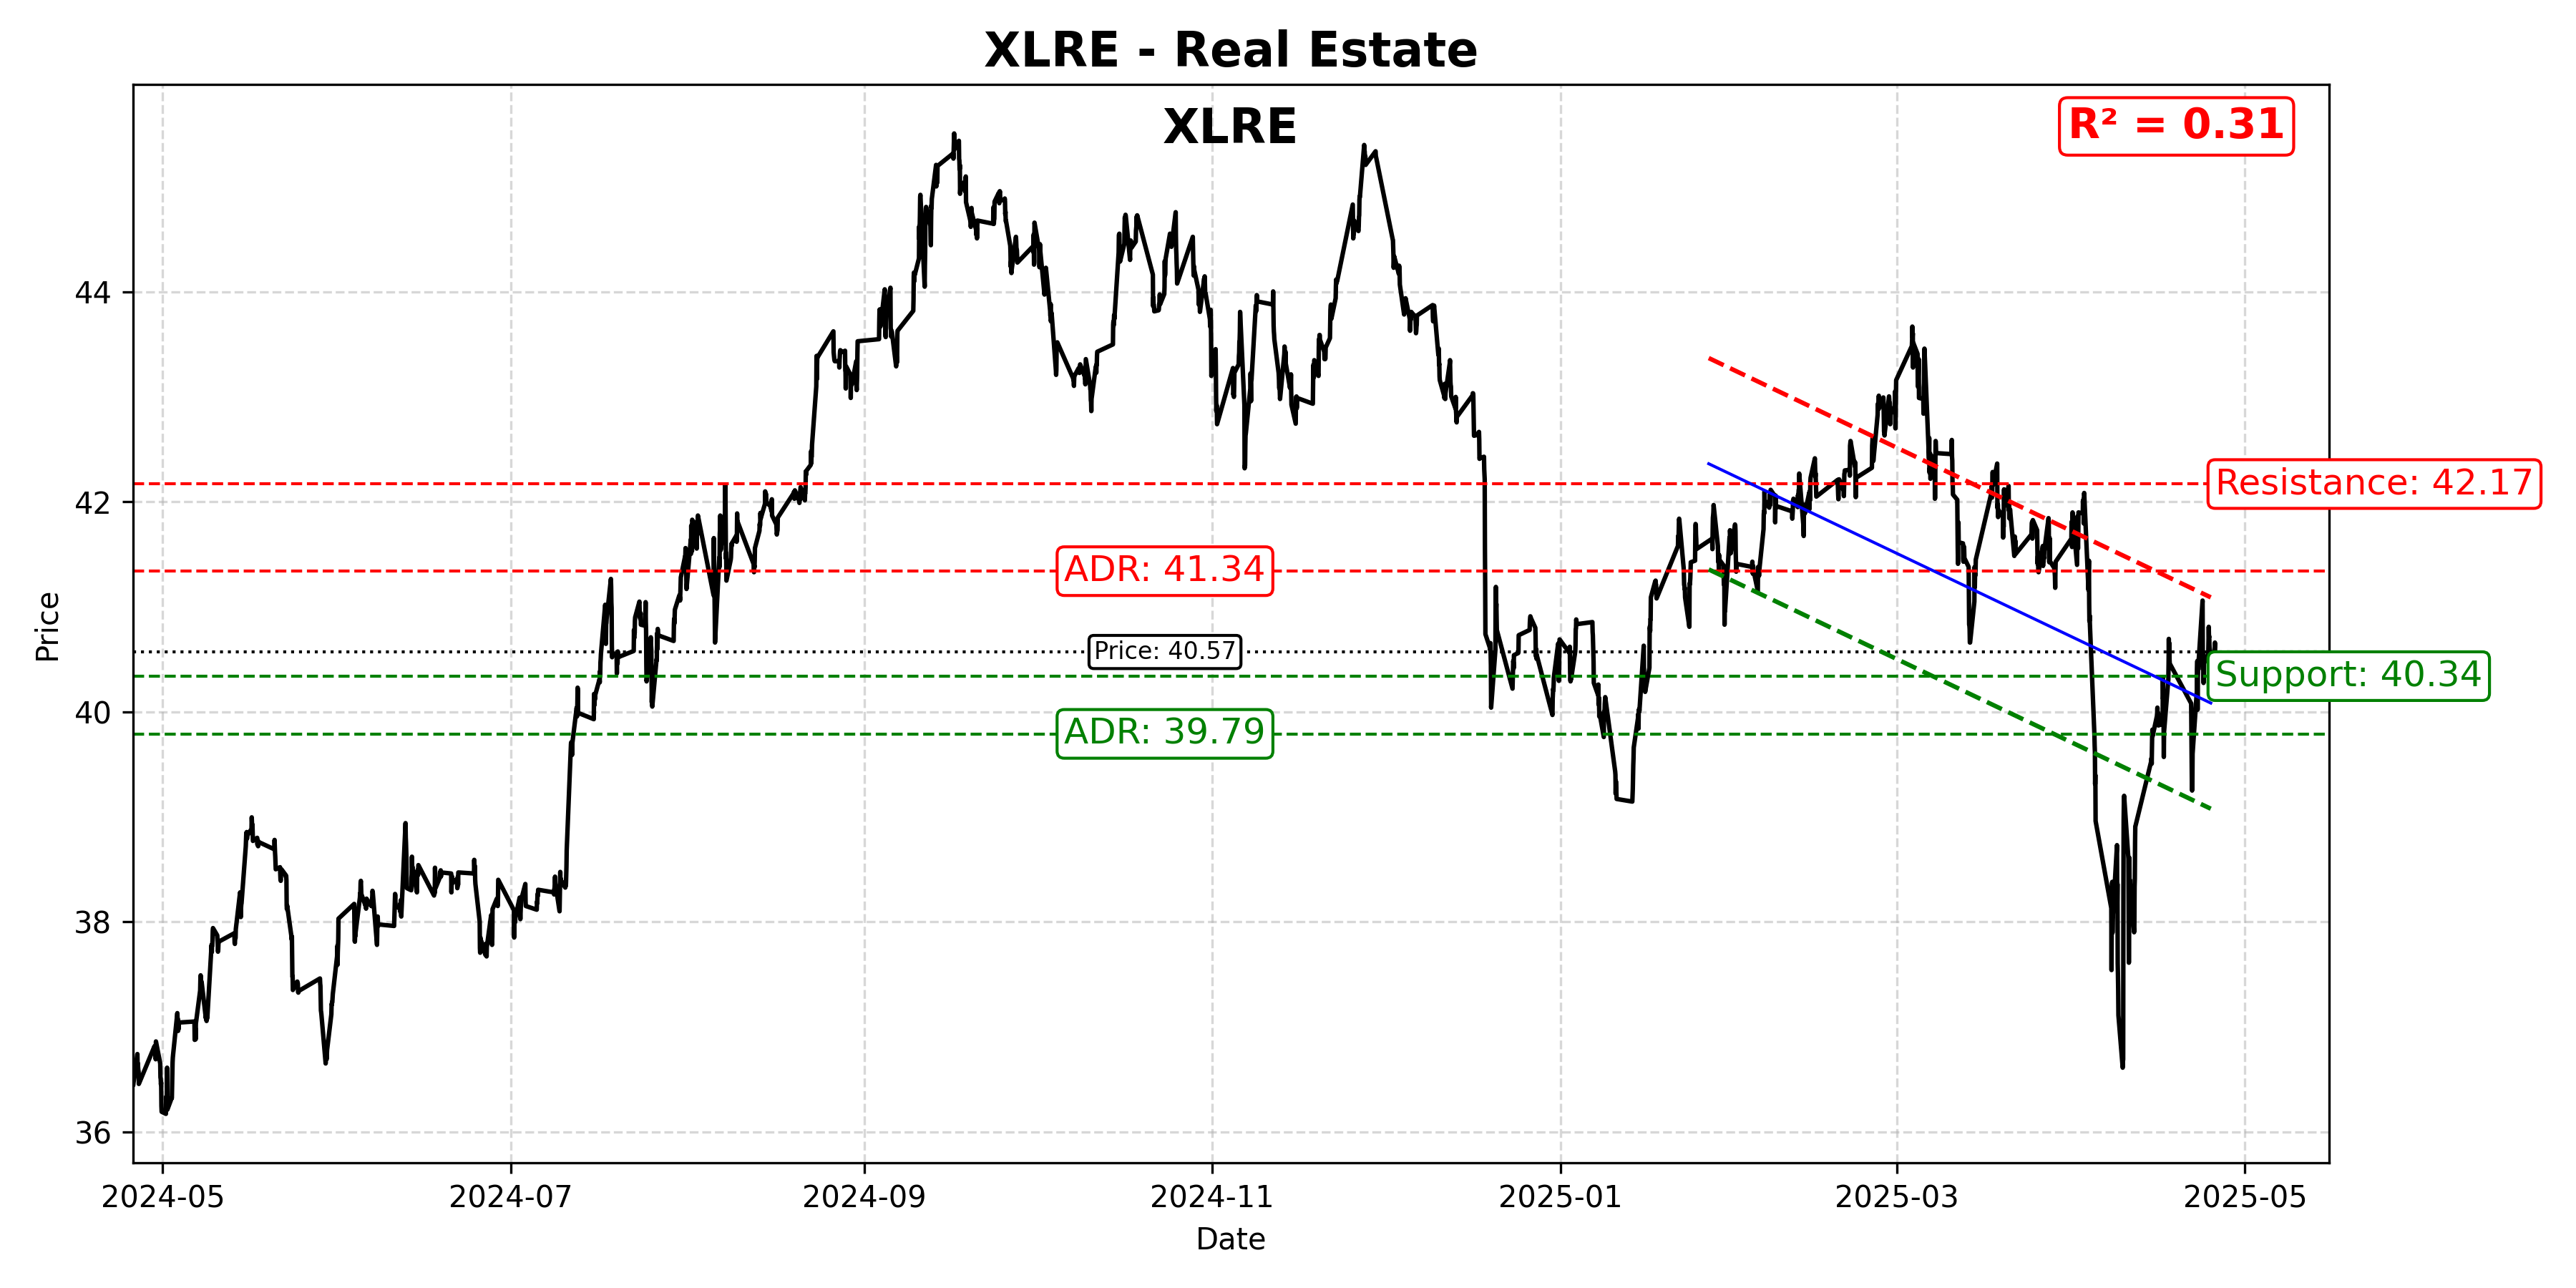 XLRE - Real Estate
XLRE
R² = 0.31
44
42
40
38
36
Price
Resistance: 42.17
ADR: 41.34
Price: 40.57
Support: 40.34
ADR: 39.79
2024-05
2024-07
2024-09
2024-11
2025-01
2025-03
2025-05
Date